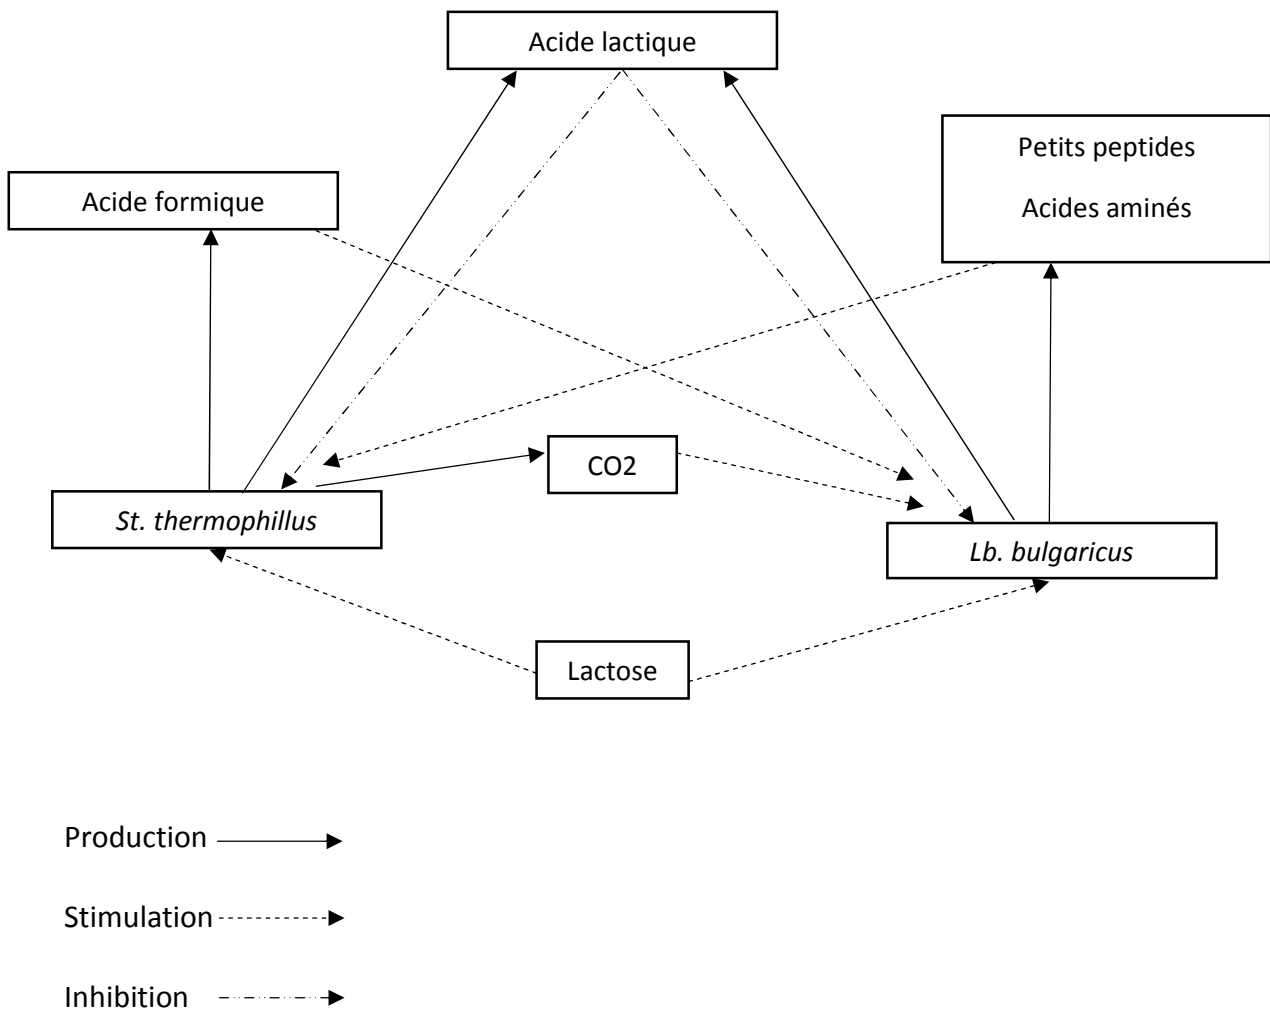 Acide lactique
Petits peptides
Acides aminés
Acide formique
CO2
St. thermophillus
Lb. bulgaricus
Lactose
Production
Stimulation
Inhibition